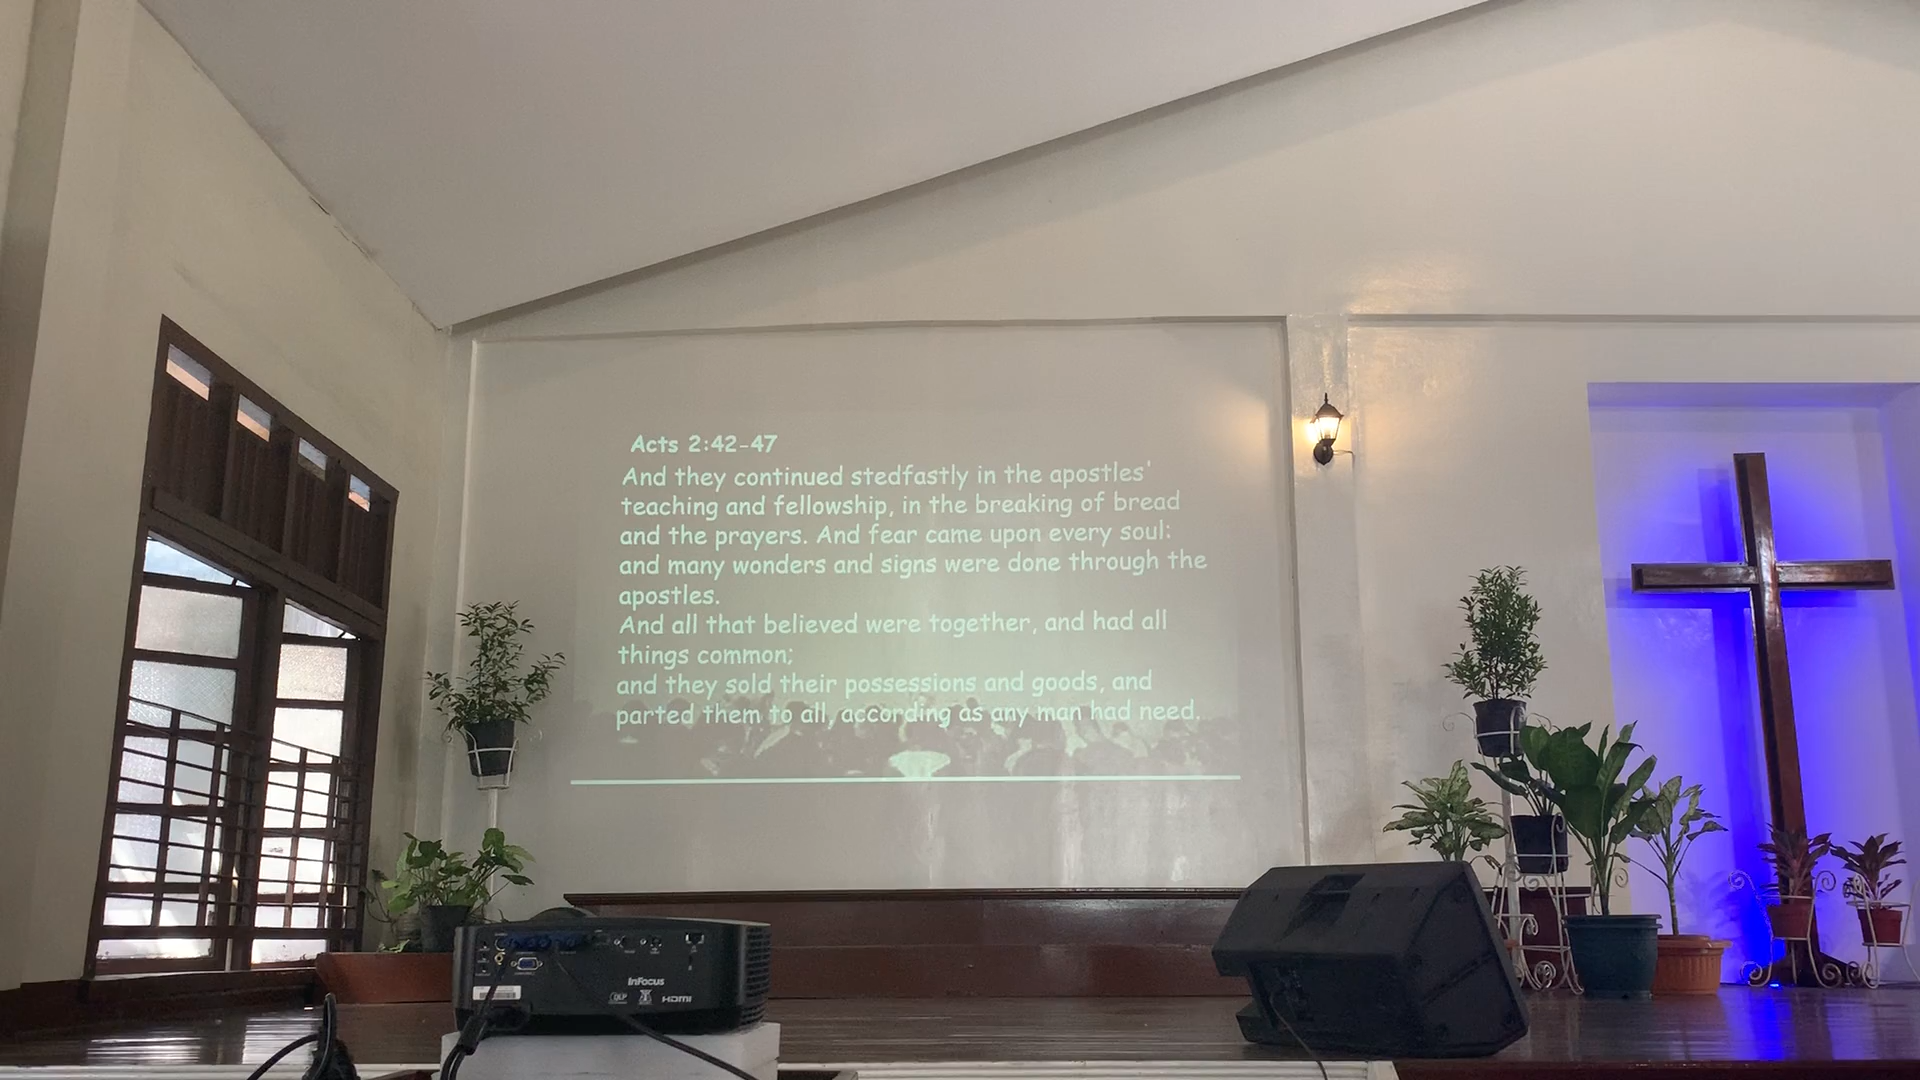 Acts 2:42-47
And they continued stedfastly in the apostles'
teaching and fellowship, in the breaking of bread
and the prayers. And fear came upon every soul:
and many wonders and signs were done through the
apostles.
And all that believed were together, and had all
things common;
and they sold their possessions and goods, and
parted them to all, according as any man had need.
InFocus
DLP
HDMI